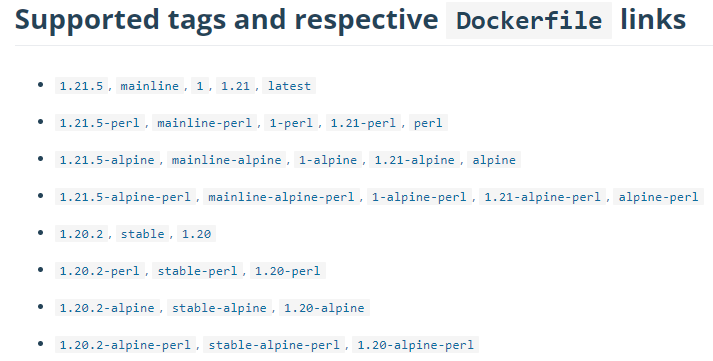 Supported tags and respective Dockerfile links
• 1.21.5, mainline, 1, 1.21, latest
• 1.21.5-perl, mainline-perl, 1-perl, 1.21-perl, perl
• 1.21.5-alpine, mainline-alpine, 1-alpine, 1.21-alpine, alpine
• 1.21.5-alpine-perl, mainline-alpine-perl, 1-alpine-perl, 1.21-alpine-perl, alpine-perl
• 1.20.2, stable, 1.20
• 1.20.2-perl, stable-perl, 1.20-perl
• 1.20.2-alpine, stable-alpine, 1.20-alpine
• 1.20.2-alpine-perl, stable-alpine-perl, 1.20-alpine-perl